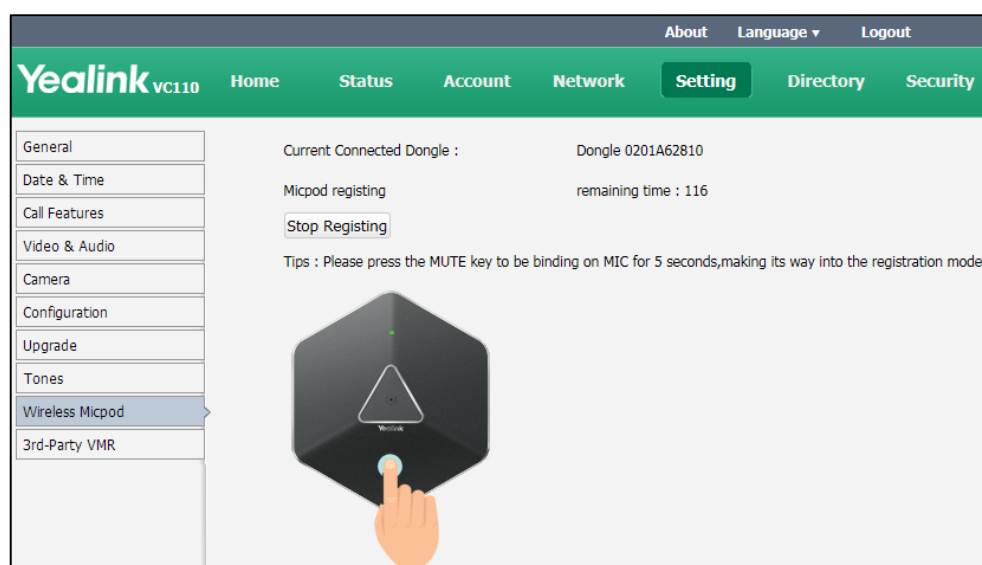 About Language ▾ Logout
Yealink VC110 Home Status Account Network Setting Directory Security
General
Date & Time
Call Features
Video & Audio
Camera
Configuration
Upgrade
Tones
Wireless Micpod
3rd-Party VMR
Current Connected Dongle : Dongle 0201A62810
Micpod registing remaining time : 116
Stop Registing
Tips : Please press the MUTE key to be binding on MIC for 5 seconds,making its way into the registration mode
Yealink